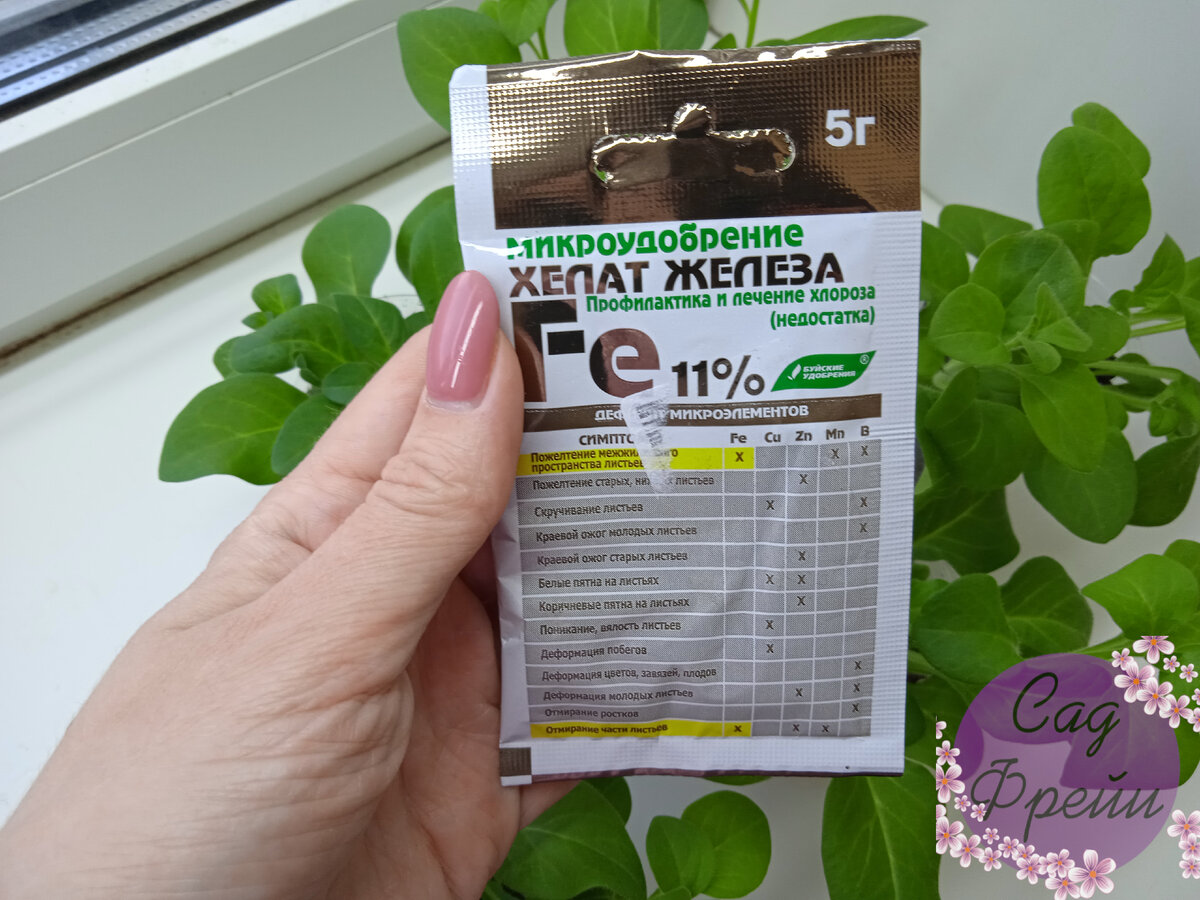 5г
МИКРОУДОБРЕНИЕ
ХЕЛАТ ЖЕЛЕЗА
Профилактика и лечение хлороза
(недостатка)
Fe 11%
БУЙСКИЕ УДОБРЕНИЯ ®
МИКРОЭЛЕМЕНТОВ
Fe Cu Zn Mn B
Пожелтение
пространства листьев X X X
Пожелтение старых, листьев X
Скручивание листьев X X
Краевой ожог молодых листьев X
Краевой ожог старых листьев X
Белые пятна на листьях X X
Коричневые пятна на листьях X
Поникание, вялость листьев X
Деформация побегов X
Деформация цветов, завязей, плодов X
Деформация молодых листьев X X
Отмирание ростков X
Отмирание части листьев X X X
Сад
Фрейи